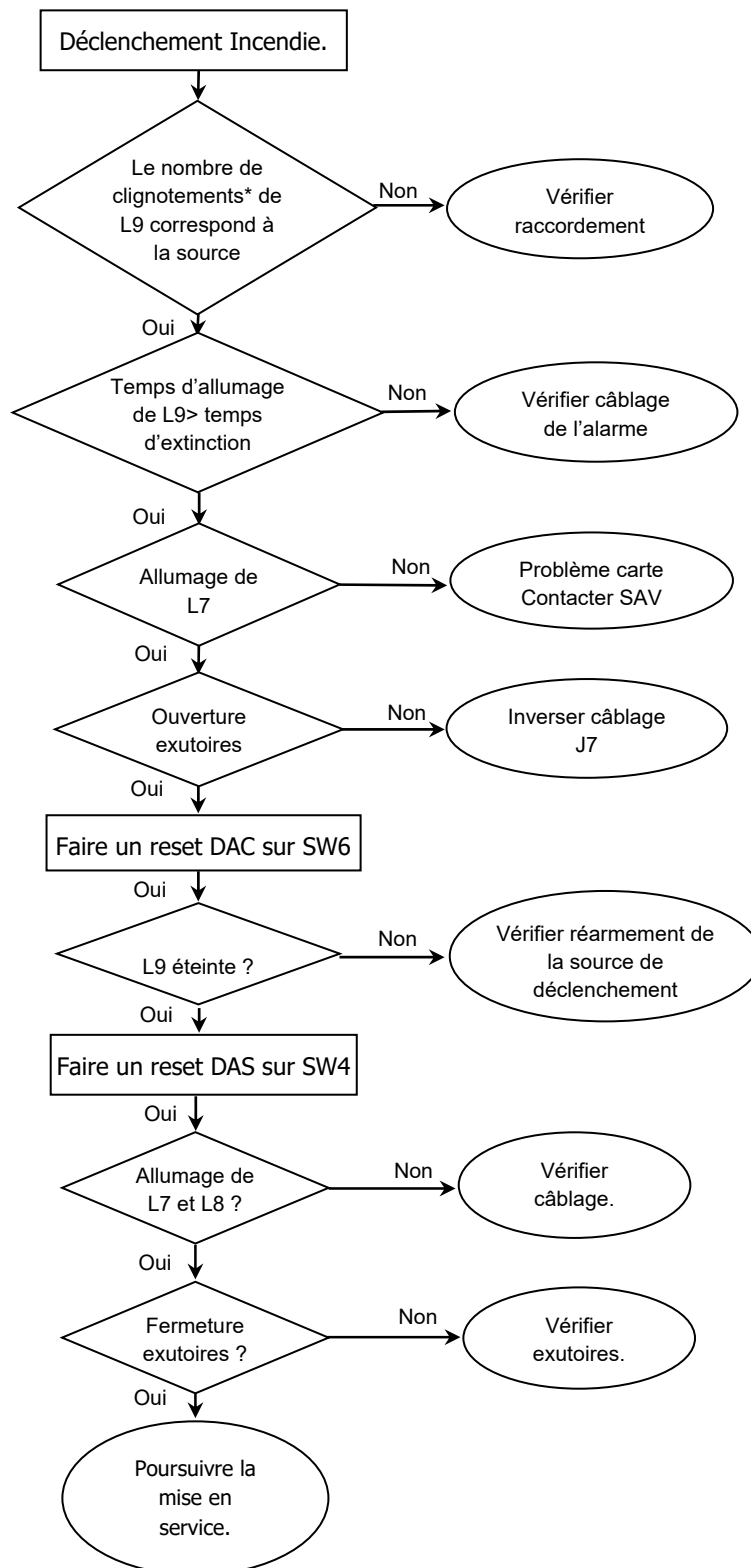 Déclenchement Incendie.
Le nombre de
clignotements* de
L9 correspond à
la source
Non
Vérifier
raccordement
Oui
Temps d’allumage
de L9> temps
d’extinction
Non
Vérifier câblage
de l’alarme
Oui
Allumage de
L7
Non
Problème carte
Contacter SAV
Oui
Ouverture
exutoires
Non
Inverser câblage
J7
Oui
Faire un reset DAC sur SW6
Oui
L9 éteinte ?
Non
Vérifier réarmement de
la source de
déclenchement
Oui
Faire un reset DAS sur SW4
Oui
Allumage de
L7 et L8 ?
Non
Vérifier
câblage.
Oui
Fermeture
exutoires ?
Non
Vérifier
exutoires.
Oui
Poursuivre la
mise en
service.